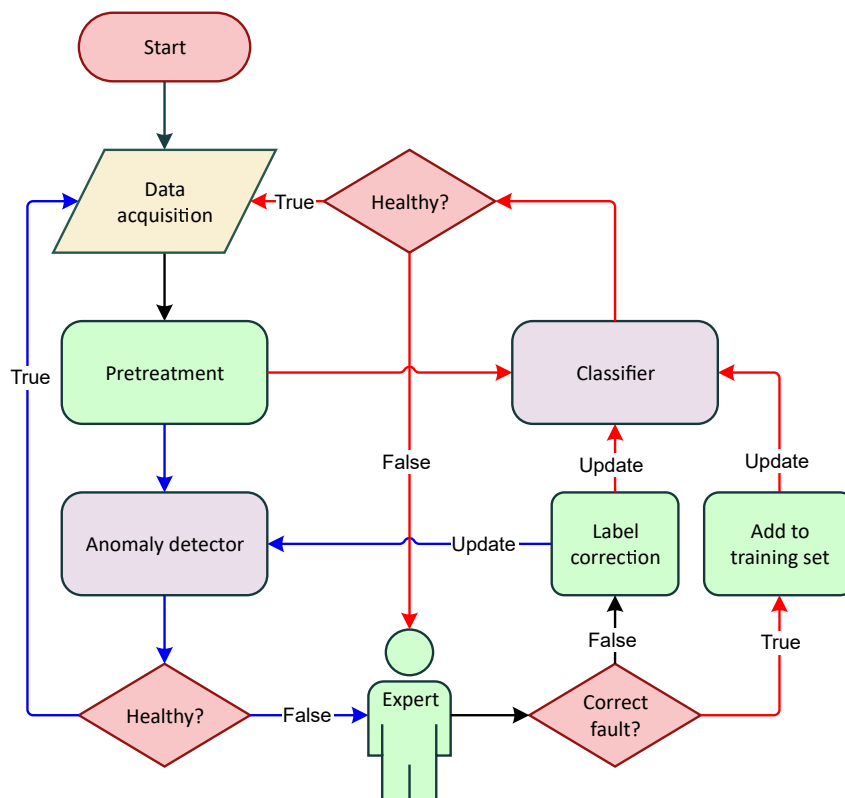 Start
Data
acquisition
True
Healthy?
Pretreatment
Classifier
True
False
Update
Update
Anomaly detector
Update
Label
correction
Add to
training set
False
True
Healthy?
False
Expert
Correct
fault?